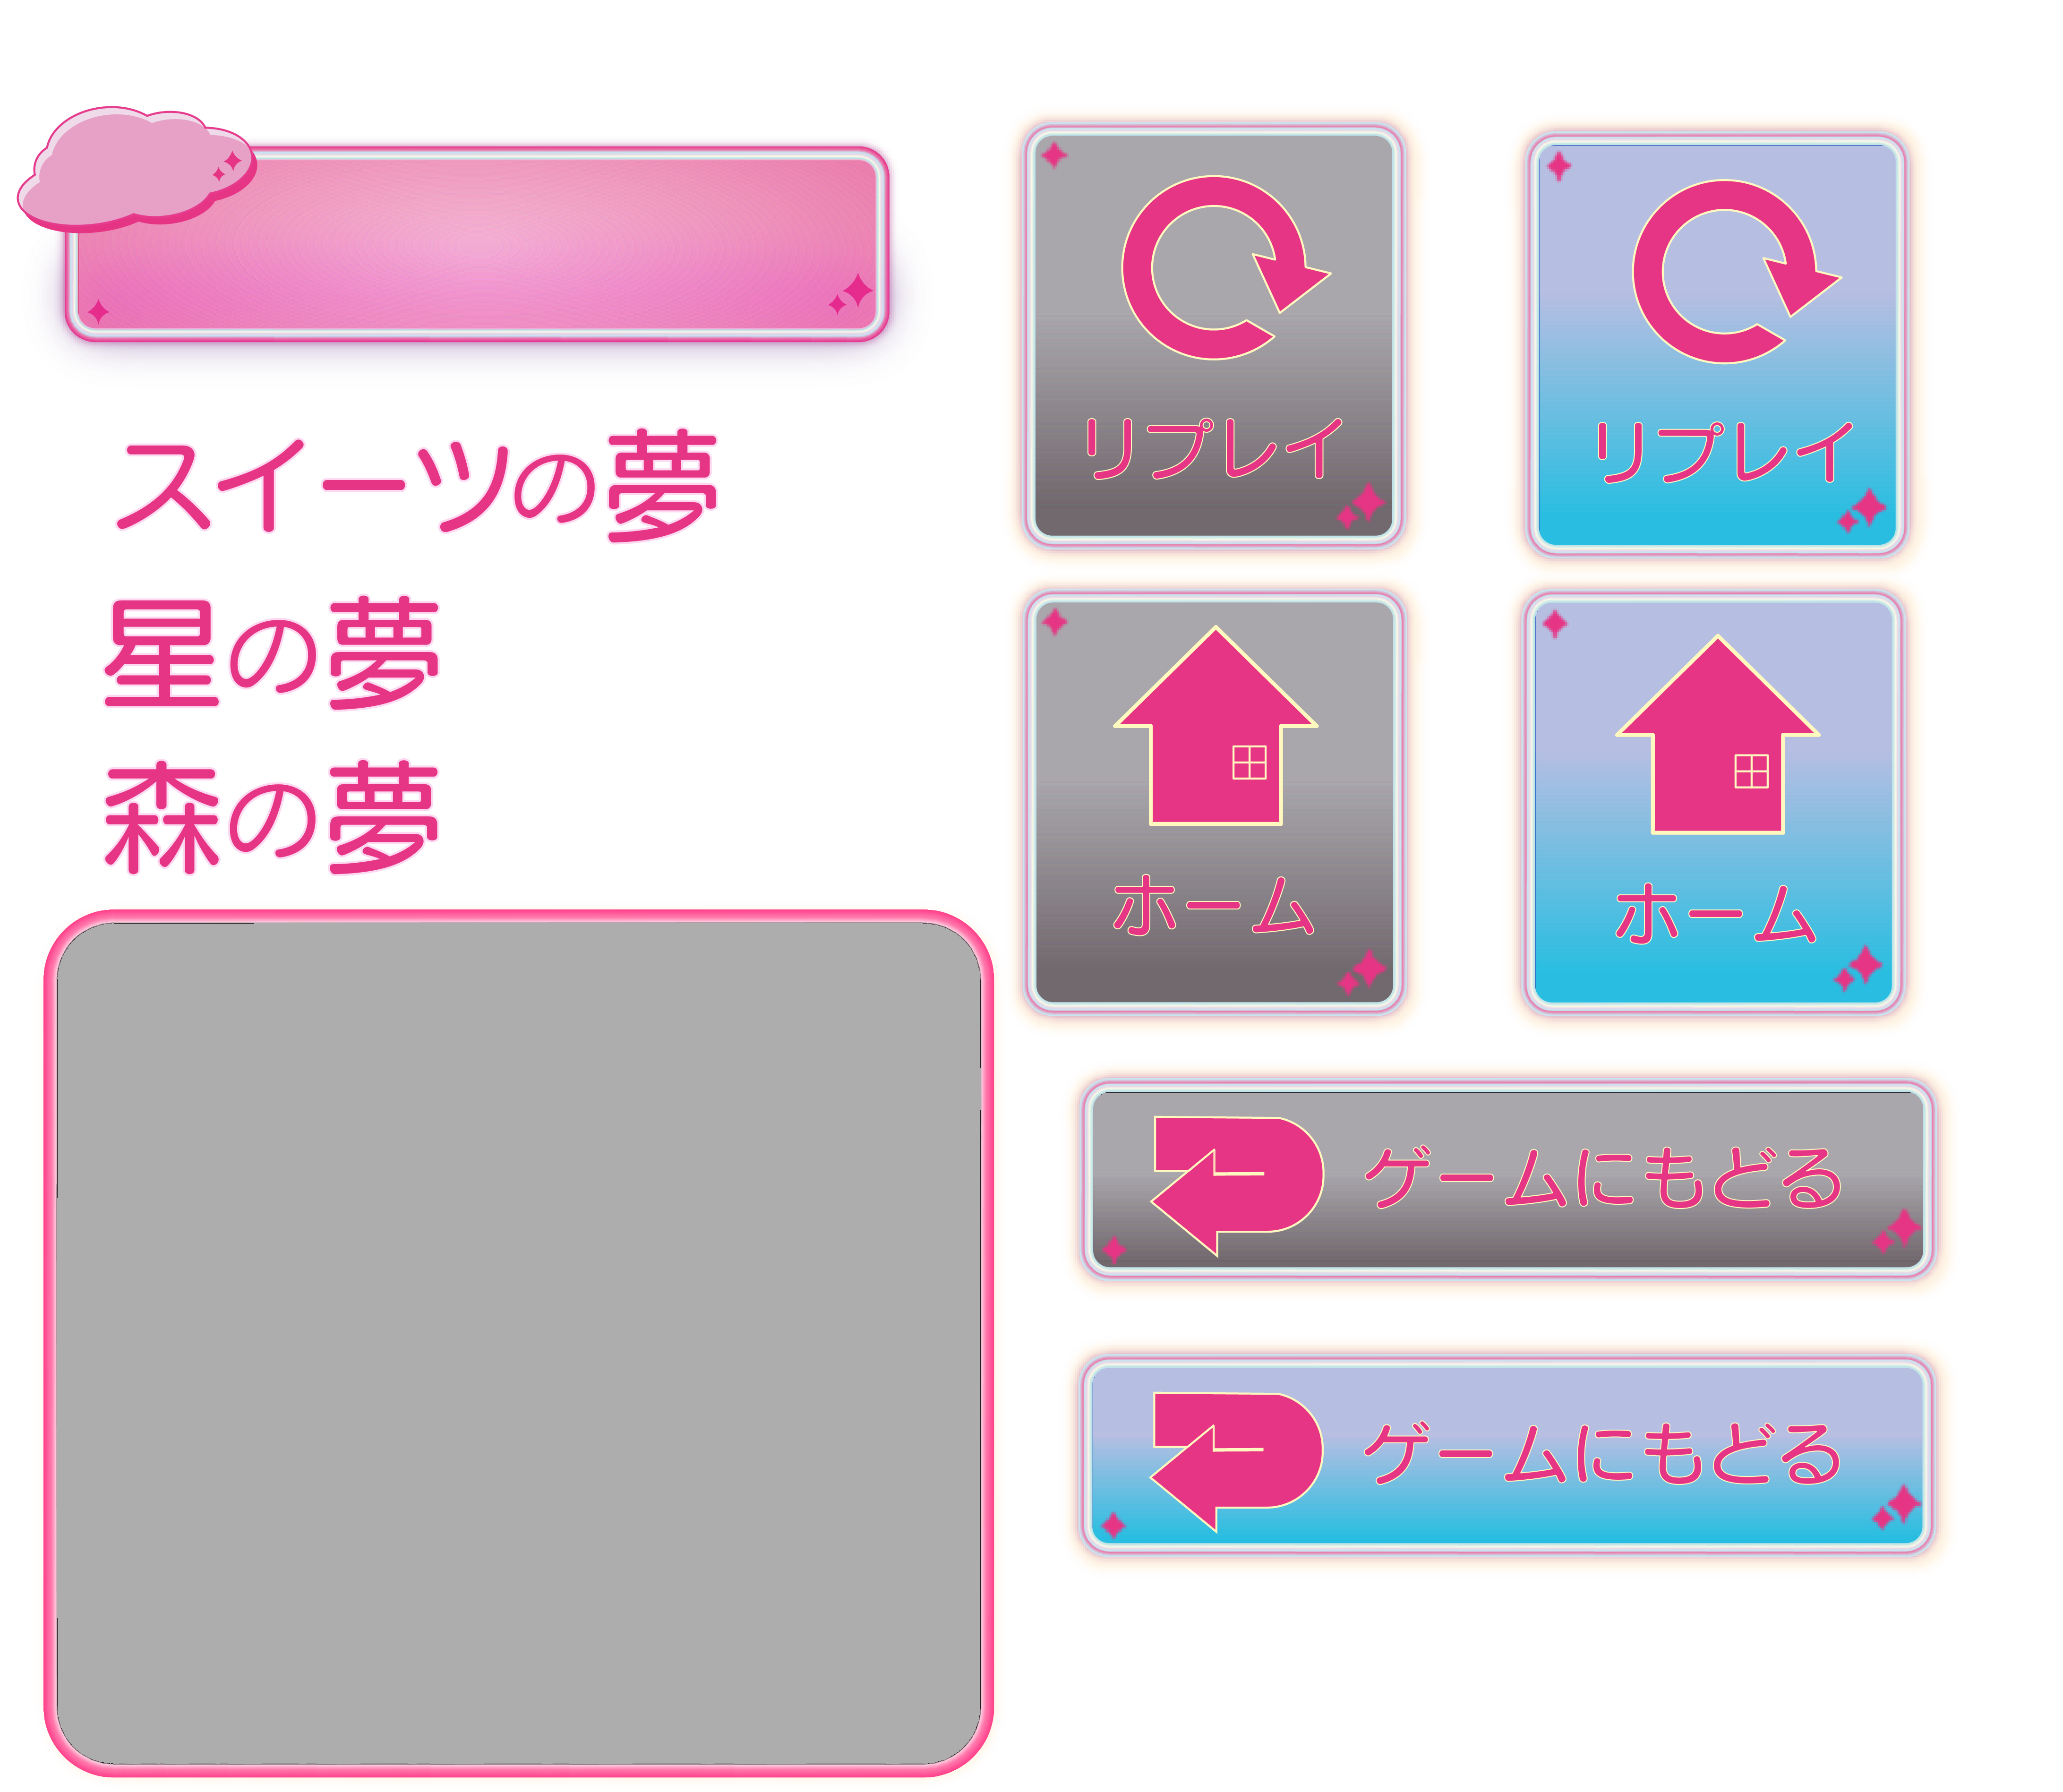 スイーツの夢
星の夢
森の夢
リプレイ
リプレイ
ホーム
ホーム
ゲームにもどる
ゲームにもどる